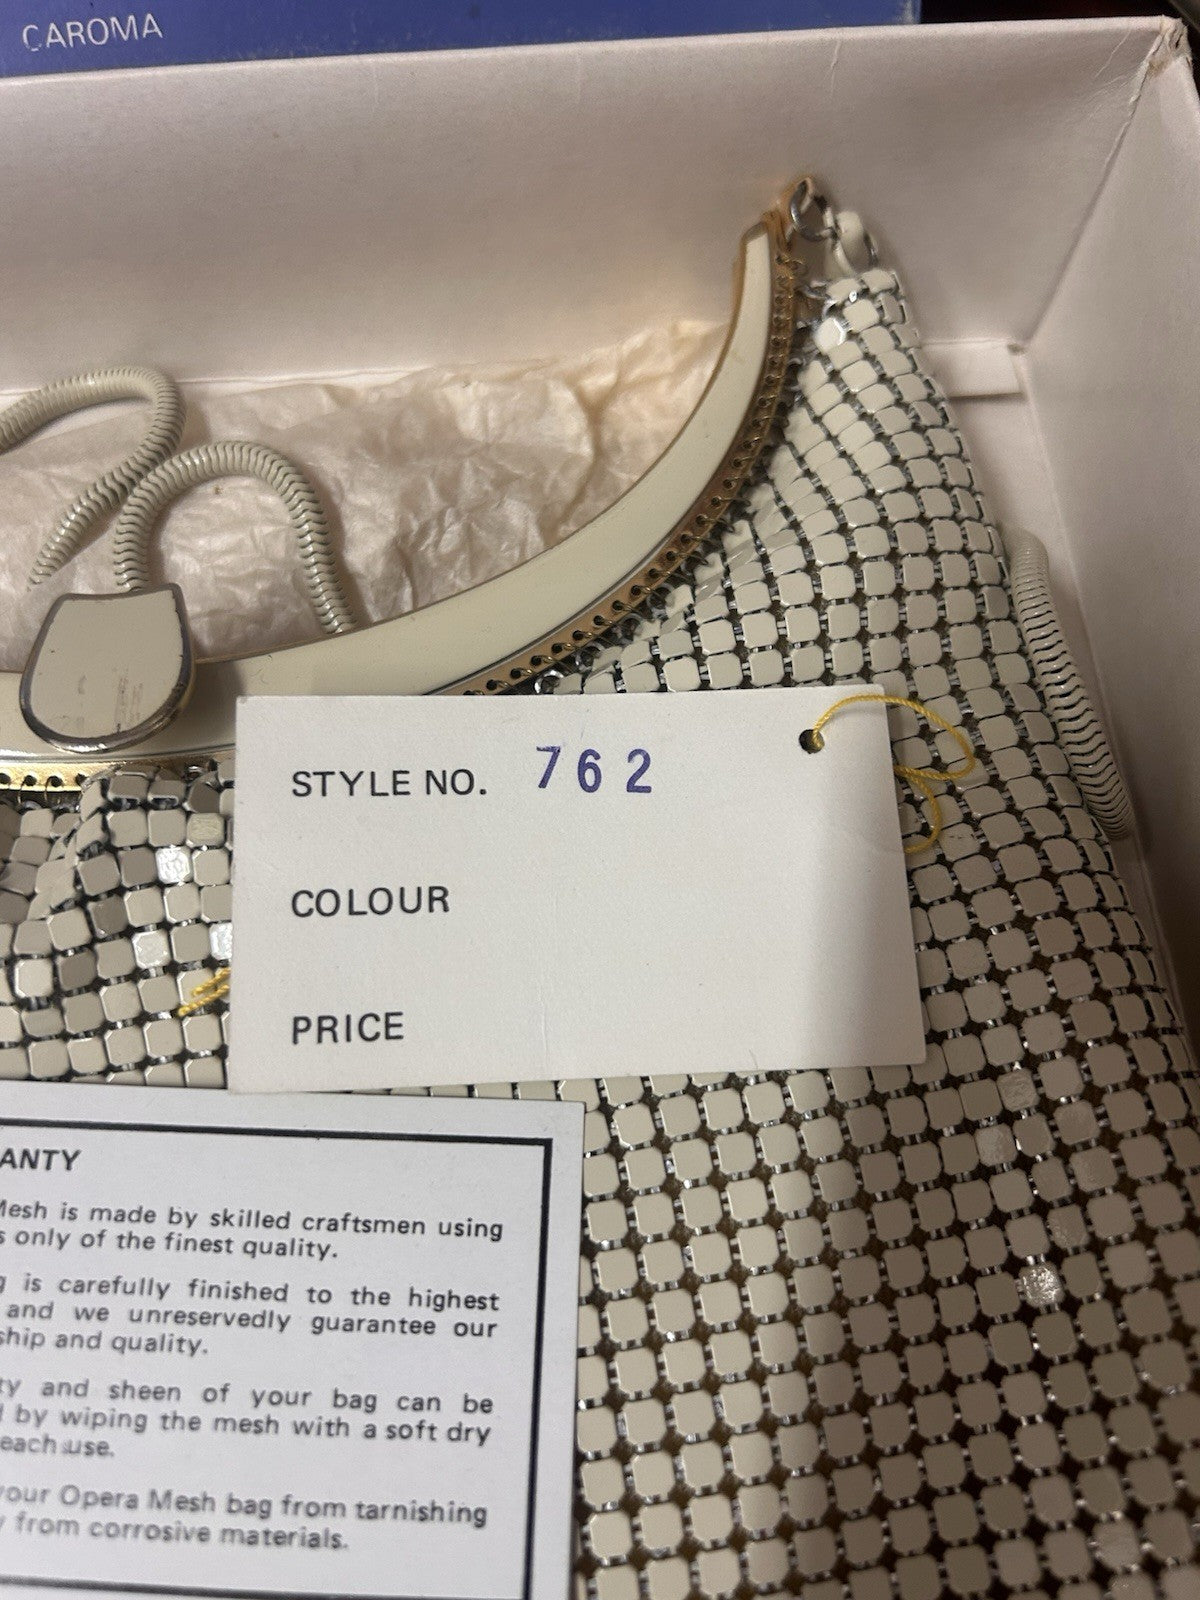 CAROMA
STYLE NO. 762
COLOUR
PRICE
ANTY
Mesh is made by skilled craftsmen using
s only of the finest quality.
g is carefully finished to the highest
and we unreservedly guarantee our
ship and quality.
ty and sheen of your bag can be
by wiping the mesh with a soft dry
each use.
your Opera Mesh bag from tarnishing
y from corrosive materials.